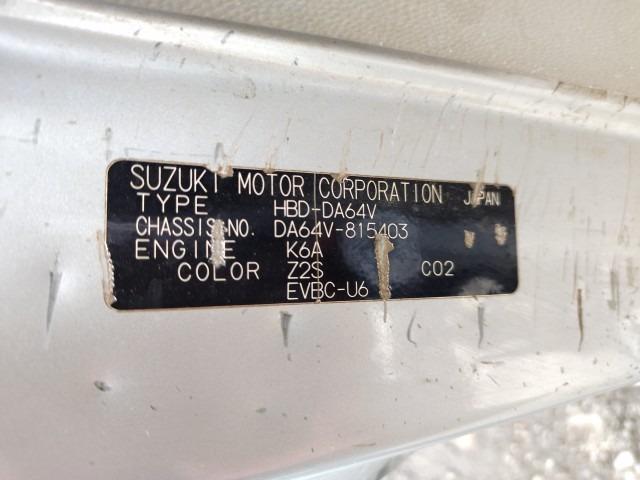 SUZUKI MOTOR CORPORATION JAPAN
TYPE HBD-DA64V
CHASSIS NO. DA64V-815403
ENGINE K6A
COLOR Z2S C02
EVBC-U6